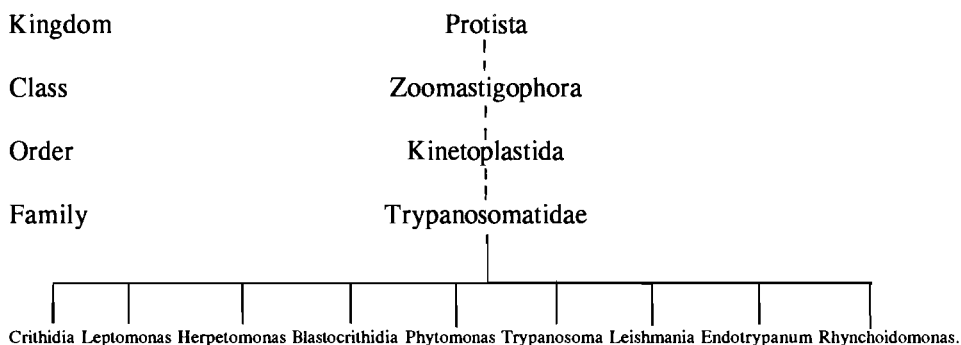 Kingdom Protista
Class Zoomastigophora
Order Kinetoplastida
Family Trypanosomatidae
Crithidia Leptomonas Herpetomonas Blastocrithidia Phytomonas Trypanosoma Leishmania Endotrypanum Rhynchoidomonas.